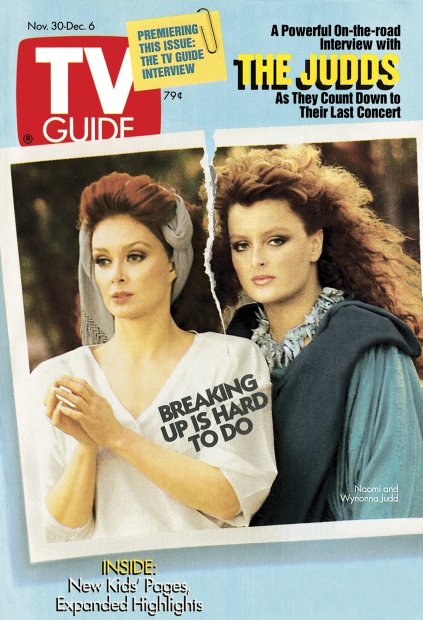 Nov. 30-Dec. 6
TV
GUIDE
®
79¢
PREMIERING
THIS ISSUE:
THE TV GUIDE
INTERVIEW
A Powerful On-the-road
Interview with
THE JUDDS
As They Count Down to
Their Last Concert
BREAKING
UP IS HARD
TO DO
Naomi and
Wynonna Judd
INSIDE:
New Kids' Pages,
Expanded Highlights